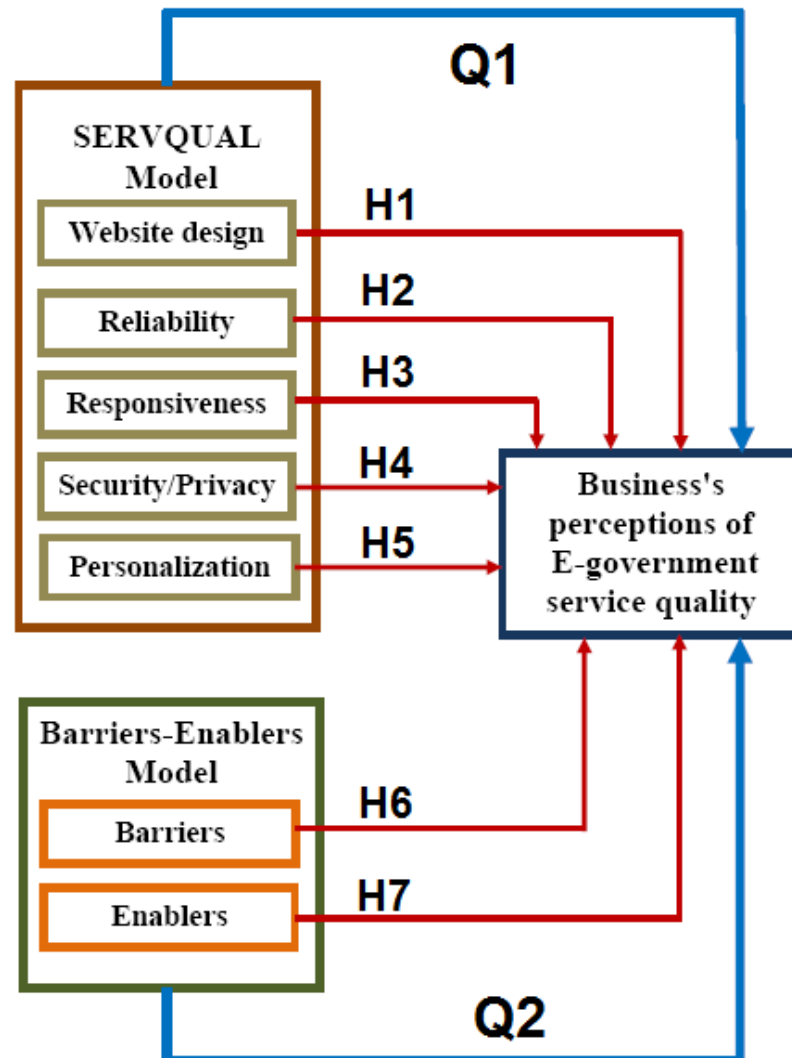 Q1
SERVQUAL
Model
Website design
H1
Reliability
H2
Responsiveness
H3
Security/Privacy
H4
Personalization
H5
Business's
perceptions of
E-government
service quality
Barriers-Enablers
Model
Barriers
H6
Enablers
H7
Q2